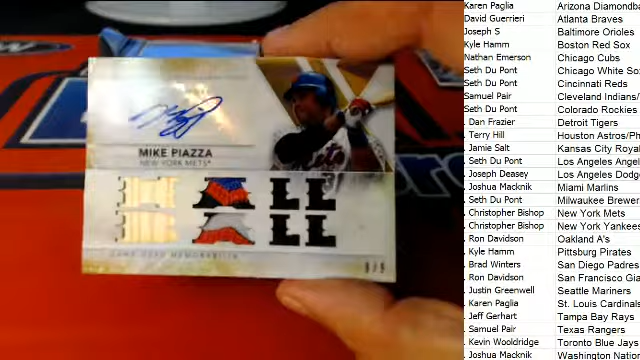 MIKE PIAZZA
NEW YORK METS
GAME-USED MEMORABILIA
Karen Paglia Arizona Diamondba
David Guerrieri Atlanta Braves
Joseph S Baltimore Orioles
Kyle Hamm Boston Red Sox
Nathan Emerson Chicago Cubs
Seth Du Pont Chicago White So
Seth Du Pont Cincinnati Reds
Samuel Pair Cleveland Indians/
Seth Du Pont Colorado Rockies
. Dan Frazier Detroit Tigers
. Terry Hill Houston Astros/Ph
. Jamie Salt Kansas City Royal
. Seth Du Pont Los Angeles Angel
. Joseph Deasey Los Angeles Dodg
. Joshua Macknik Miami Marlins
. Seth Du Pont Milwaukee Brewer
. Christopher Bishop New York Mets
. Christopher Bishop New York Yankees
. Ron Davidson Oakland A's
. Kyle Hamm Pittsburg Pirates
. Brad Winters San Diego Padres
. Ron Davidson San Francisco Gia
. Justin Greenwell Seattle Mariners
. Karen Paglia St. Louis Cardinals
. Jeff Gerhart Tampa Bay Rays
. Samuel Pair Texas Rangers
. Kevin Wooldridge Toronto Blue Jays
. Joshua Macknik Washington Nation